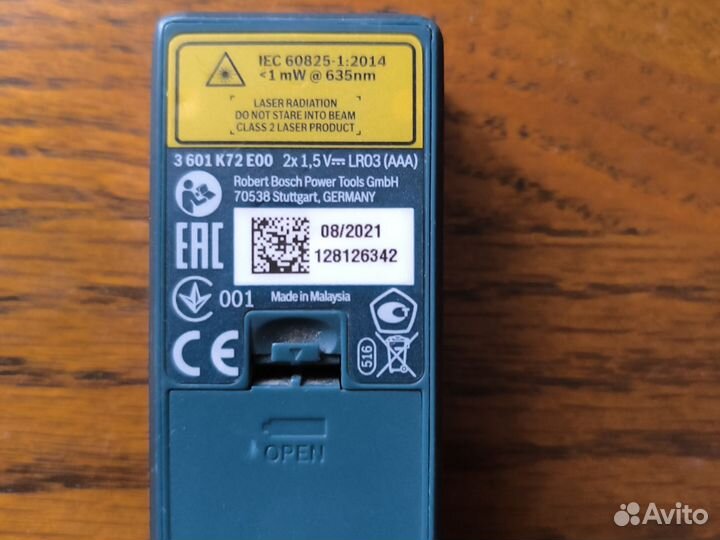 IEC 60825-1:2014
<1 mW @ 635nm
LASER RADIATION
DO NOT STARE INTO BEAM
CLASS 2 LASER PRODUCT
3 601 K72 E00 2x 1,5 V⎓ LR03 (AAA)
Robert Bosch Power Tools GmbH
70538 Stuttgart, GERMANY
EAC
08/2021
128126342
001 Made in Malaysia
CE
516
OPEN
Avito